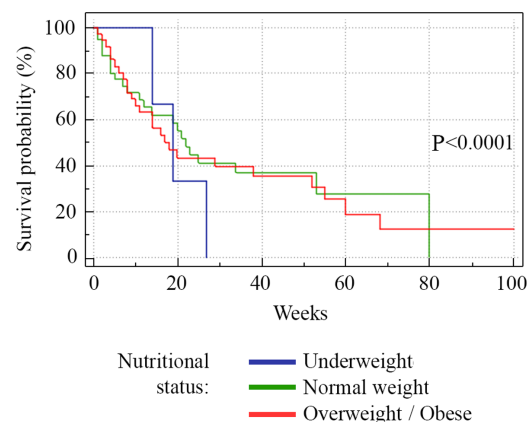 Survival probability (%)
100
80
60
40
20
0
P<0.0001
0 20 40 60 80 100
Weeks
Nutritional status:
Underweight
Normal weight
Overweight / Obese